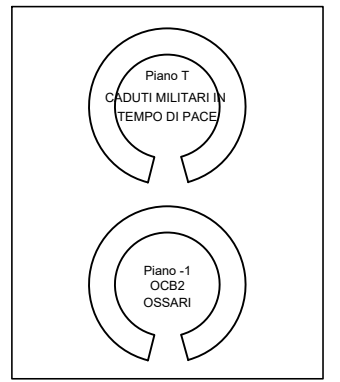 Piano T
CADUTI MILITARI IN
TEMPO DI PACE
Piano -1
OCB2
OSSARI